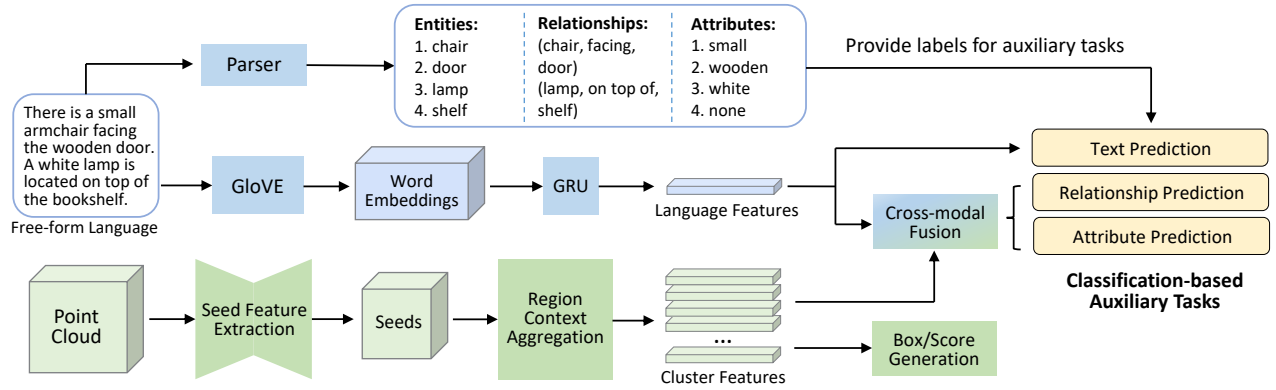 Parser
Entities:
1. chair
2. door
3. lamp
4. shelf
Relationships:
(chair, facing,
door)
(lamp, on top of,
shelf)
Attributes:
1. small
2. wooden
3. white
4. none
Provide labels for auxiliary tasks
There is a small
armchair facing
the wooden door.
A white lamp is
located on top of
the bookshelf.
Free-form Language
GloVE
Word
Embeddings
GRU
Language Features
Cross-modal
Fusion
Text Prediction
Relationship Prediction
Attribute Prediction
Classification-based
Auxiliary Tasks
Point
Cloud
Seed Feature
Extraction
Seeds
Region
Context
Aggregation
...
Cluster Features
Box/Score
Generation